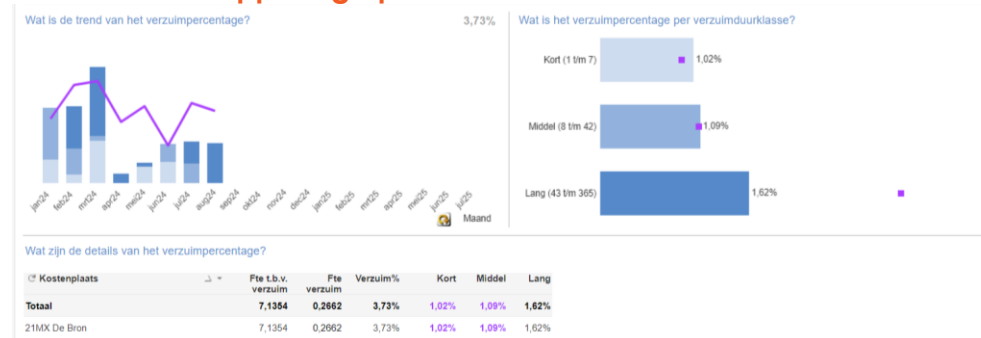 Wat is de trend van het verzuimpercentage?
3,73%
jan24 feb24 mrt24 apr24 mei24 jun24 jul24 aug24 sep24 okt24 nov24 dec24 jan25 feb25 mrt25 apr25 mei25 jun25 jul25
Maand
Wat is het verzuimpercentage per verzuimduurklasse?
Kort (1 t/m 7) 1,02%
Middel (8 t/m 42) 1,09%
Lang (43 t/m 365) 1,62%
Wat zijn de details van het verzuimpercentage?
Kostenplaats Fte t.b.v. verzuim Fte verzuim Verzuim% Kort Middel Lang
Totaal 7,1354 0,2662 3,73% 1,02% 1,09% 1,62%
21MX De Bron 7,1354 0,2662 3,73% 1,02% 1,09% 1,62%